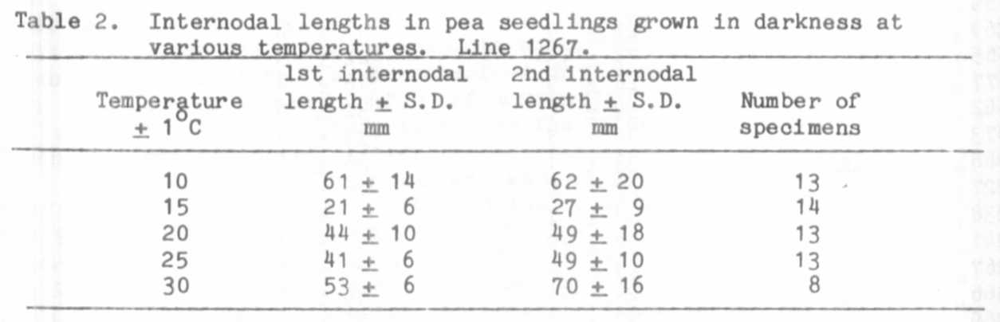 Table 2. Internodal lengths in pea seedlings grown in darkness at
various temperatures. Line 1267.
1st internodal 2nd internodal
Temperature length ± S.D. length ± S.D. Number of
± 1°C mm mm specimens
10 61 ± 14 62 ± 20 13
15 21 ± 6 27 ± 9 14
20 44 ± 10 49 ± 18 13
25 41 ± 6 49 ± 10 13
30 53 ± 6 70 ± 16 8